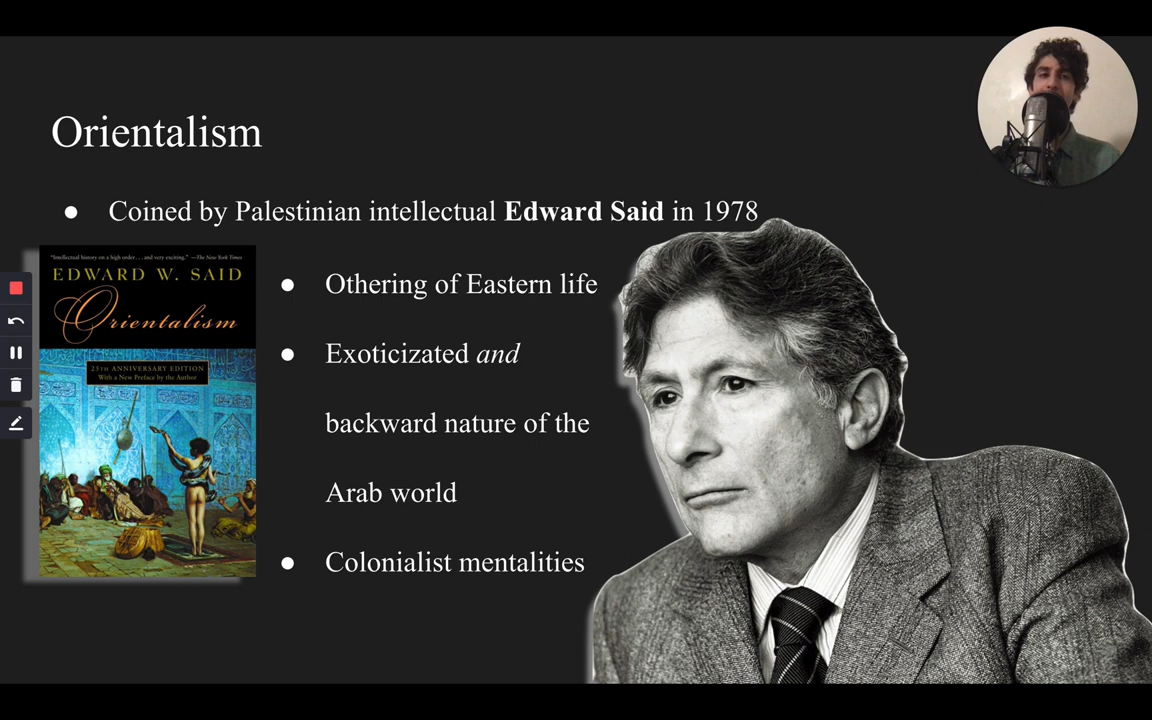 Orientalism
● Coined by Palestinian intellectual Edward Said in 1978
"Intellectual history on a high order . . . and very exciting." —The New York Times
EDWARD W. SAID
Orientalism
25TH ANNIVERSARY EDITION
With a New Preface by the Author
● Othering of Eastern life
● Exoticizated and
backward nature of the
Arab world
● Colonialist mentalities